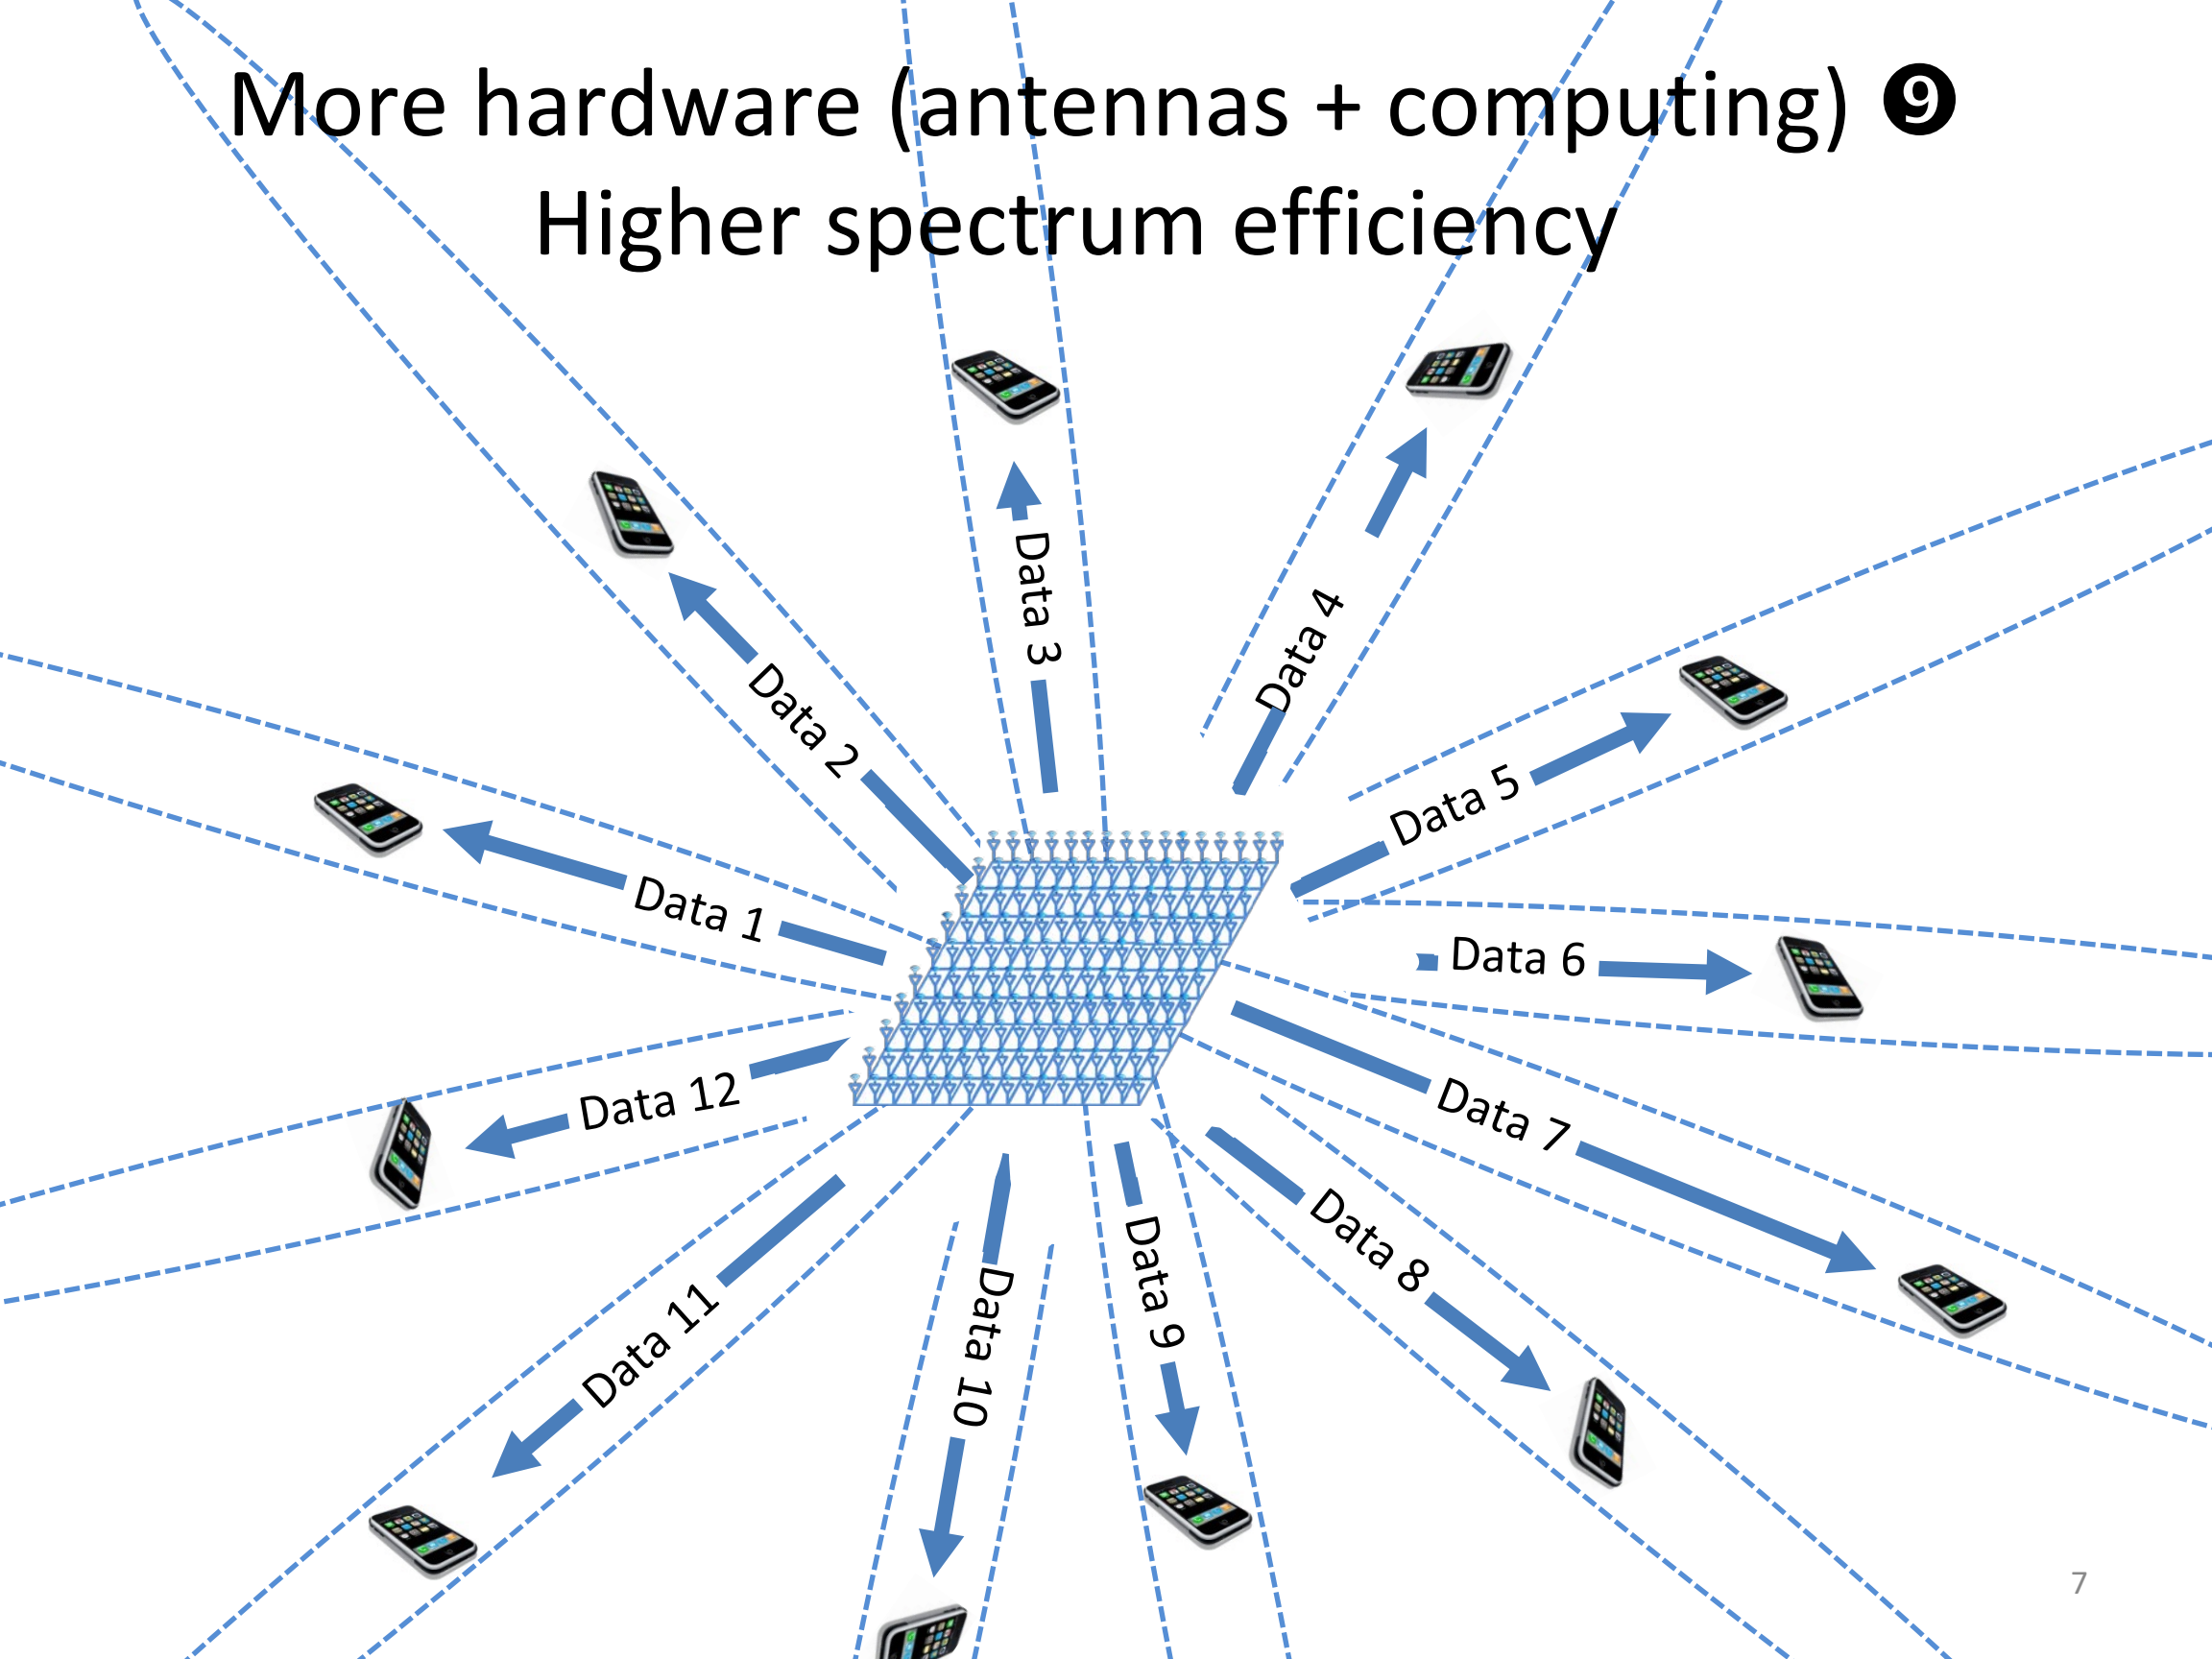 More hardware (antennas + computing) ❾
Higher spectrum efficiency
Data 1
Data 2
Data 3
Data 4
Data 5
Data 6
Data 7
Data 8
Data 9
Data 10
Data 11
Data 12
7